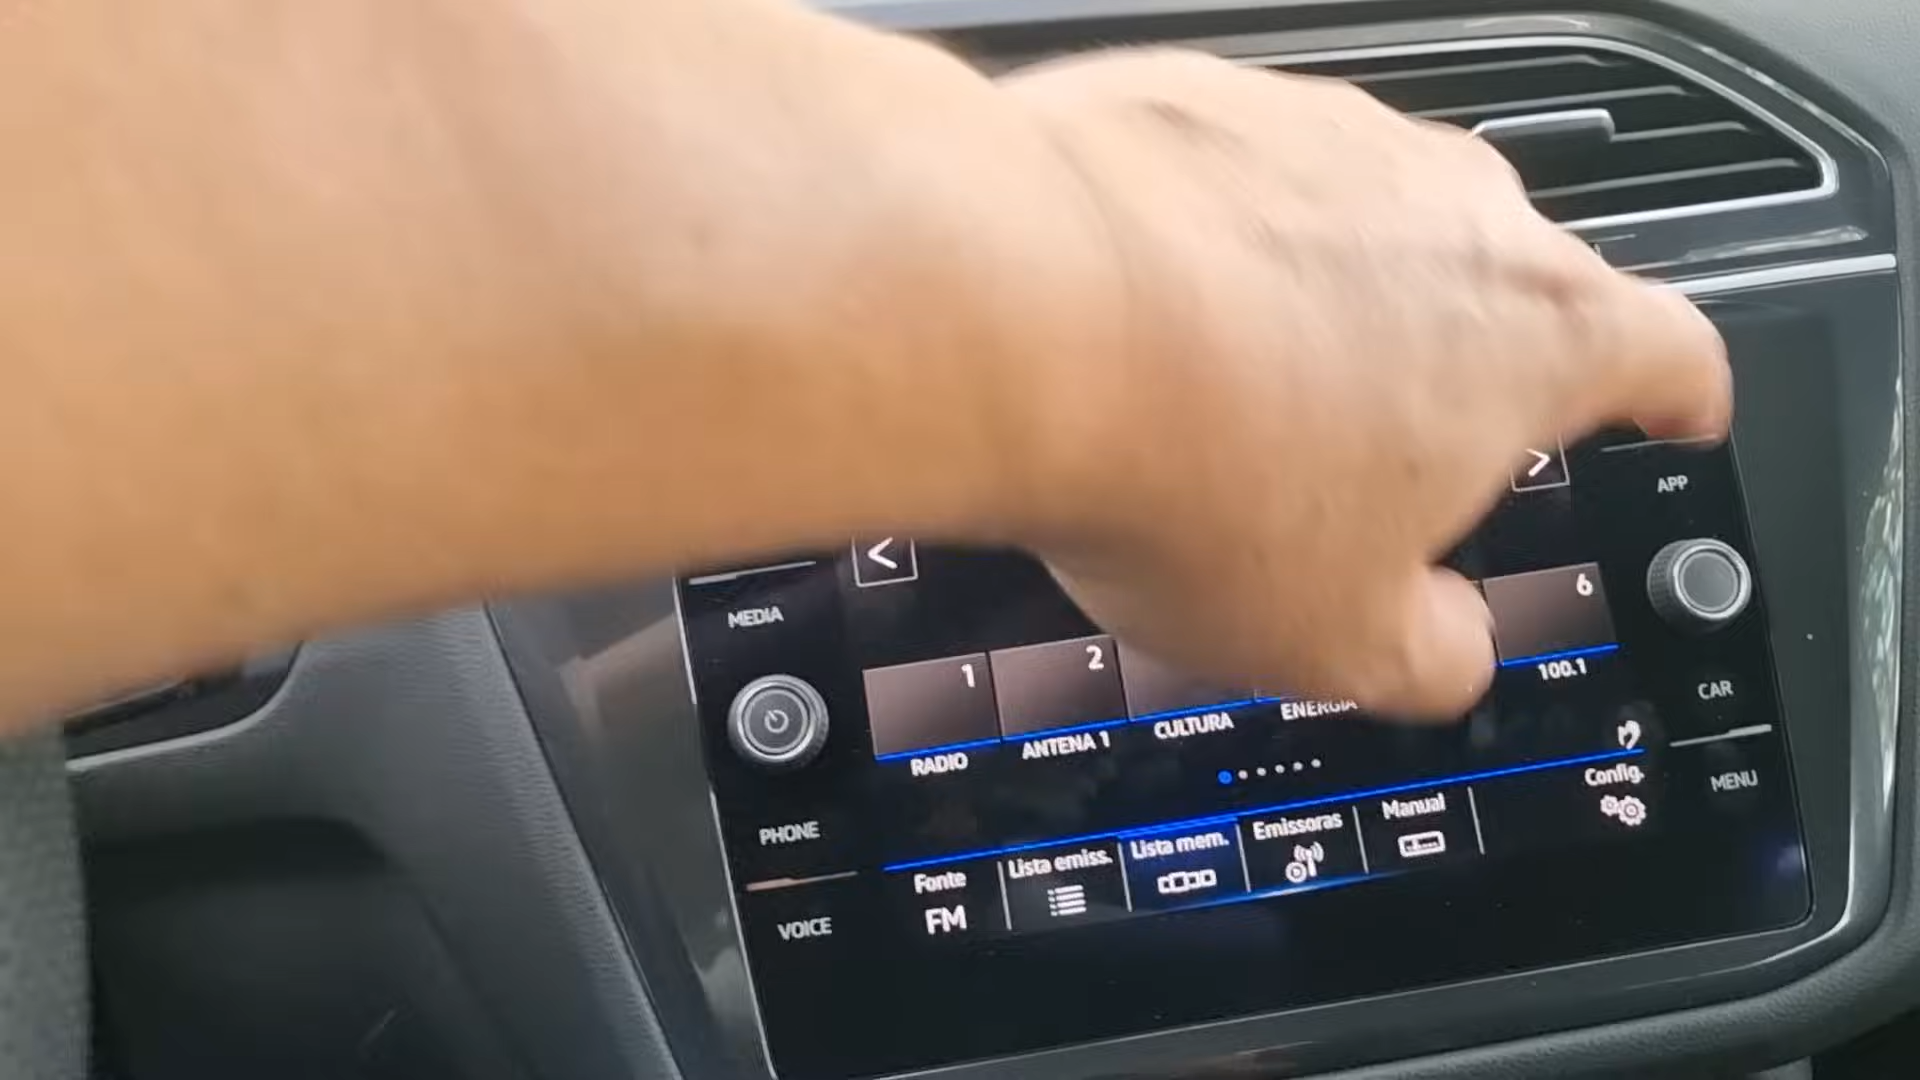 <
>
APP
MEDIA
1
2
6
RADIO
ANTENA 1
CULTURA
ENERGIA
100.1
CAR
PHONE
MENU
VOICE
Fonte
FM
Lista emiss.
Lista mem.
Emissoras
Manual
Config.